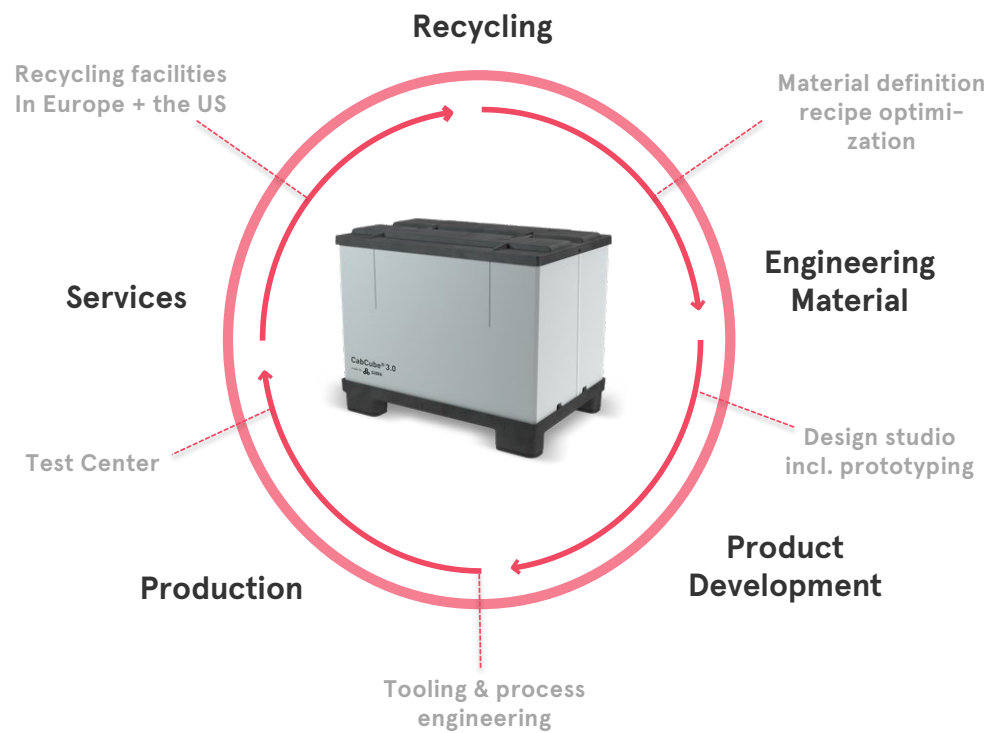 Recycling
Recycling facilities
In Europe + the US
Material definition
recipe optimi-
zation
Engineering
Material
Services
CabCube® 3.0
Design studio
incl. prototyping
Test Center
Product
Development
Production
Tooling & process
engineering